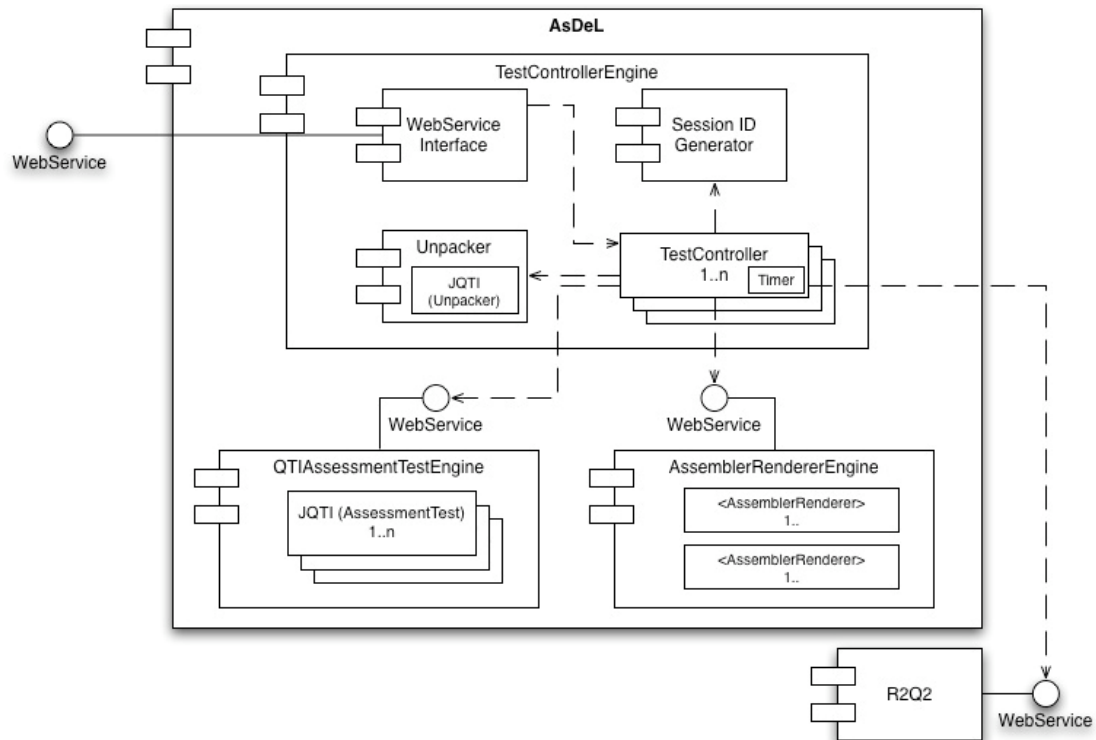 AsDeL
TestControllerEngine
WebService
Interface
Session ID
Generator
WebService
Unpacker
JQTI
(Unpacker)
TestController
1..n
Timer
WebService
WebService
QTIAssessmentTestEngine
JQTI (AssessmentTest)
1..n
AssemblerRendererEngine
<AssemblerRenderer>
1..
<AssemblerRenderer>
1..
R2Q2
WebService